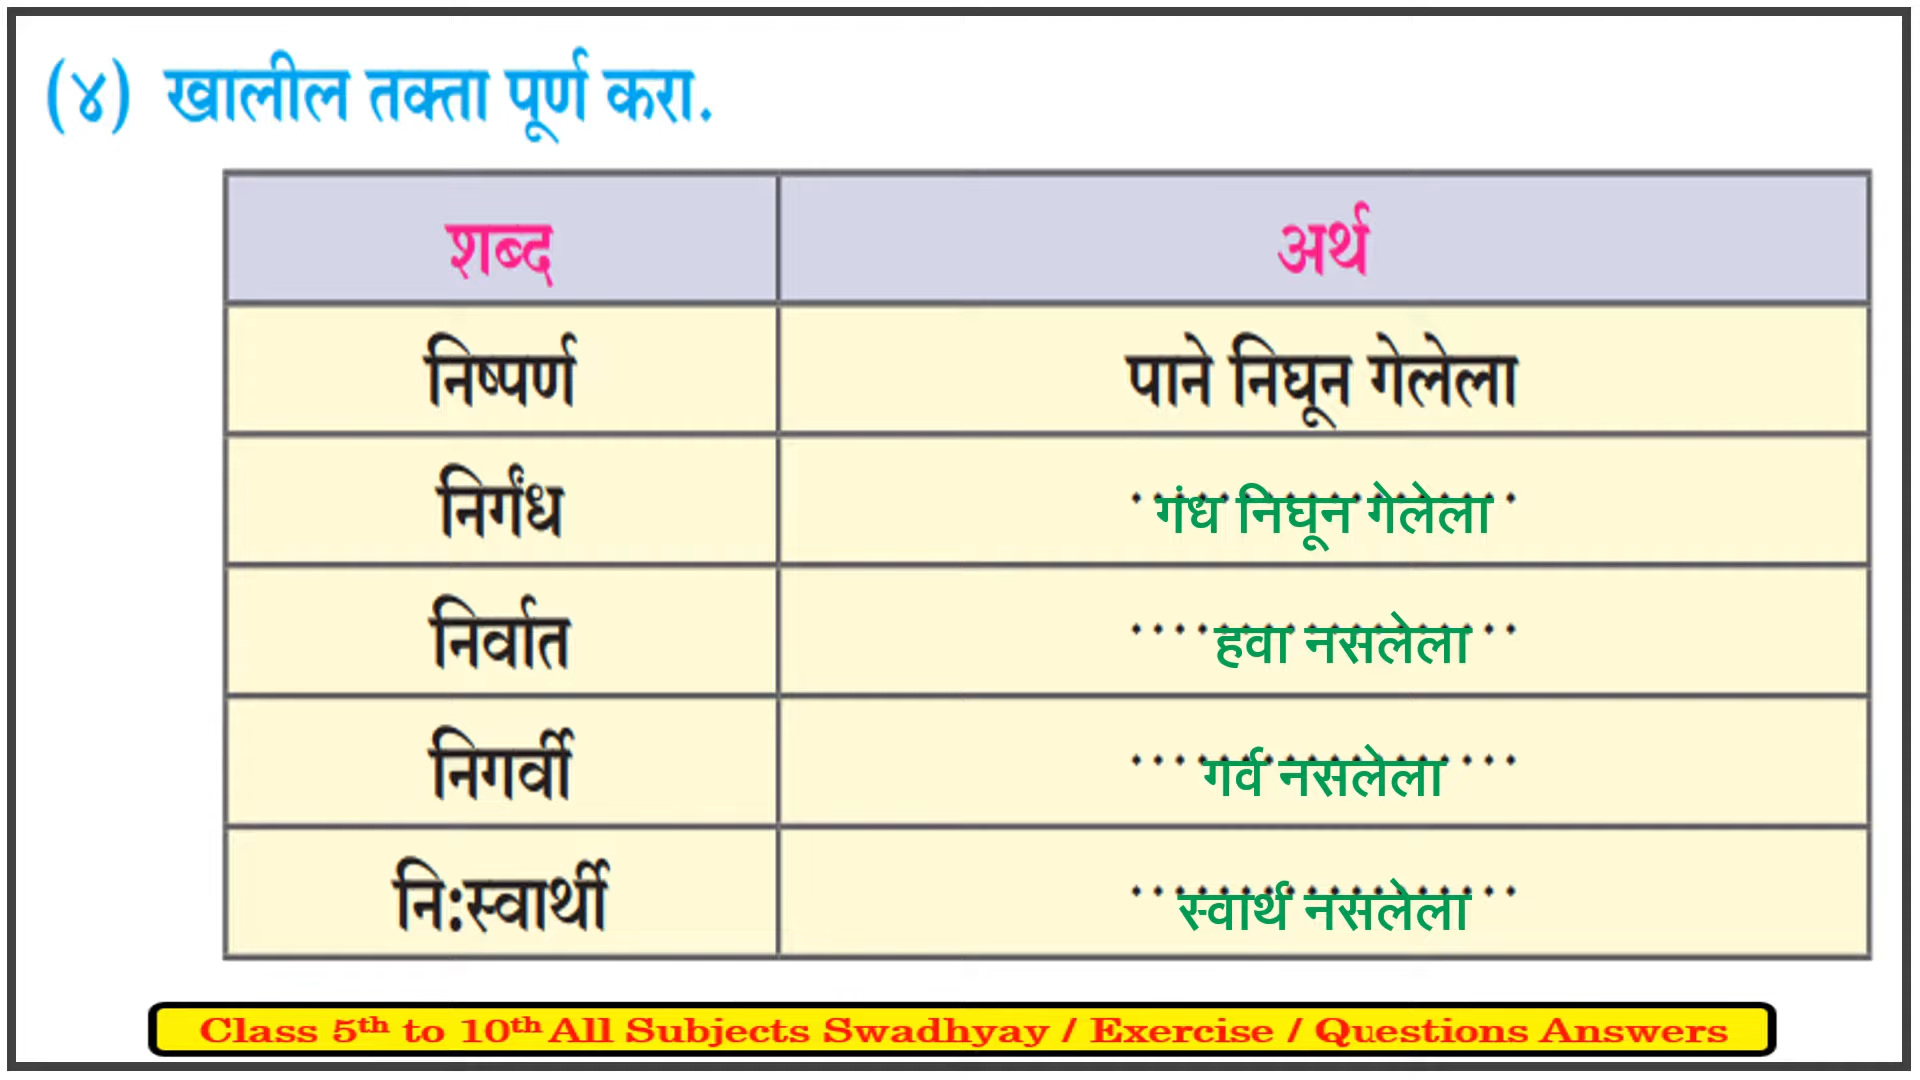 (४) खालील तक्ता पूर्ण करा.
शब्द अर्थ
निष्पर्ण पाने निघून गेलेला
निर्गंध गंध निघून गेलेला
निर्वात हवा नसलेला
निगर्वी गर्व नसलेला
नि:स्वार्थी स्वार्थ नसलेला
Class 5th to 10th All Subjects Swadhyay / Exercise / Questions Answers